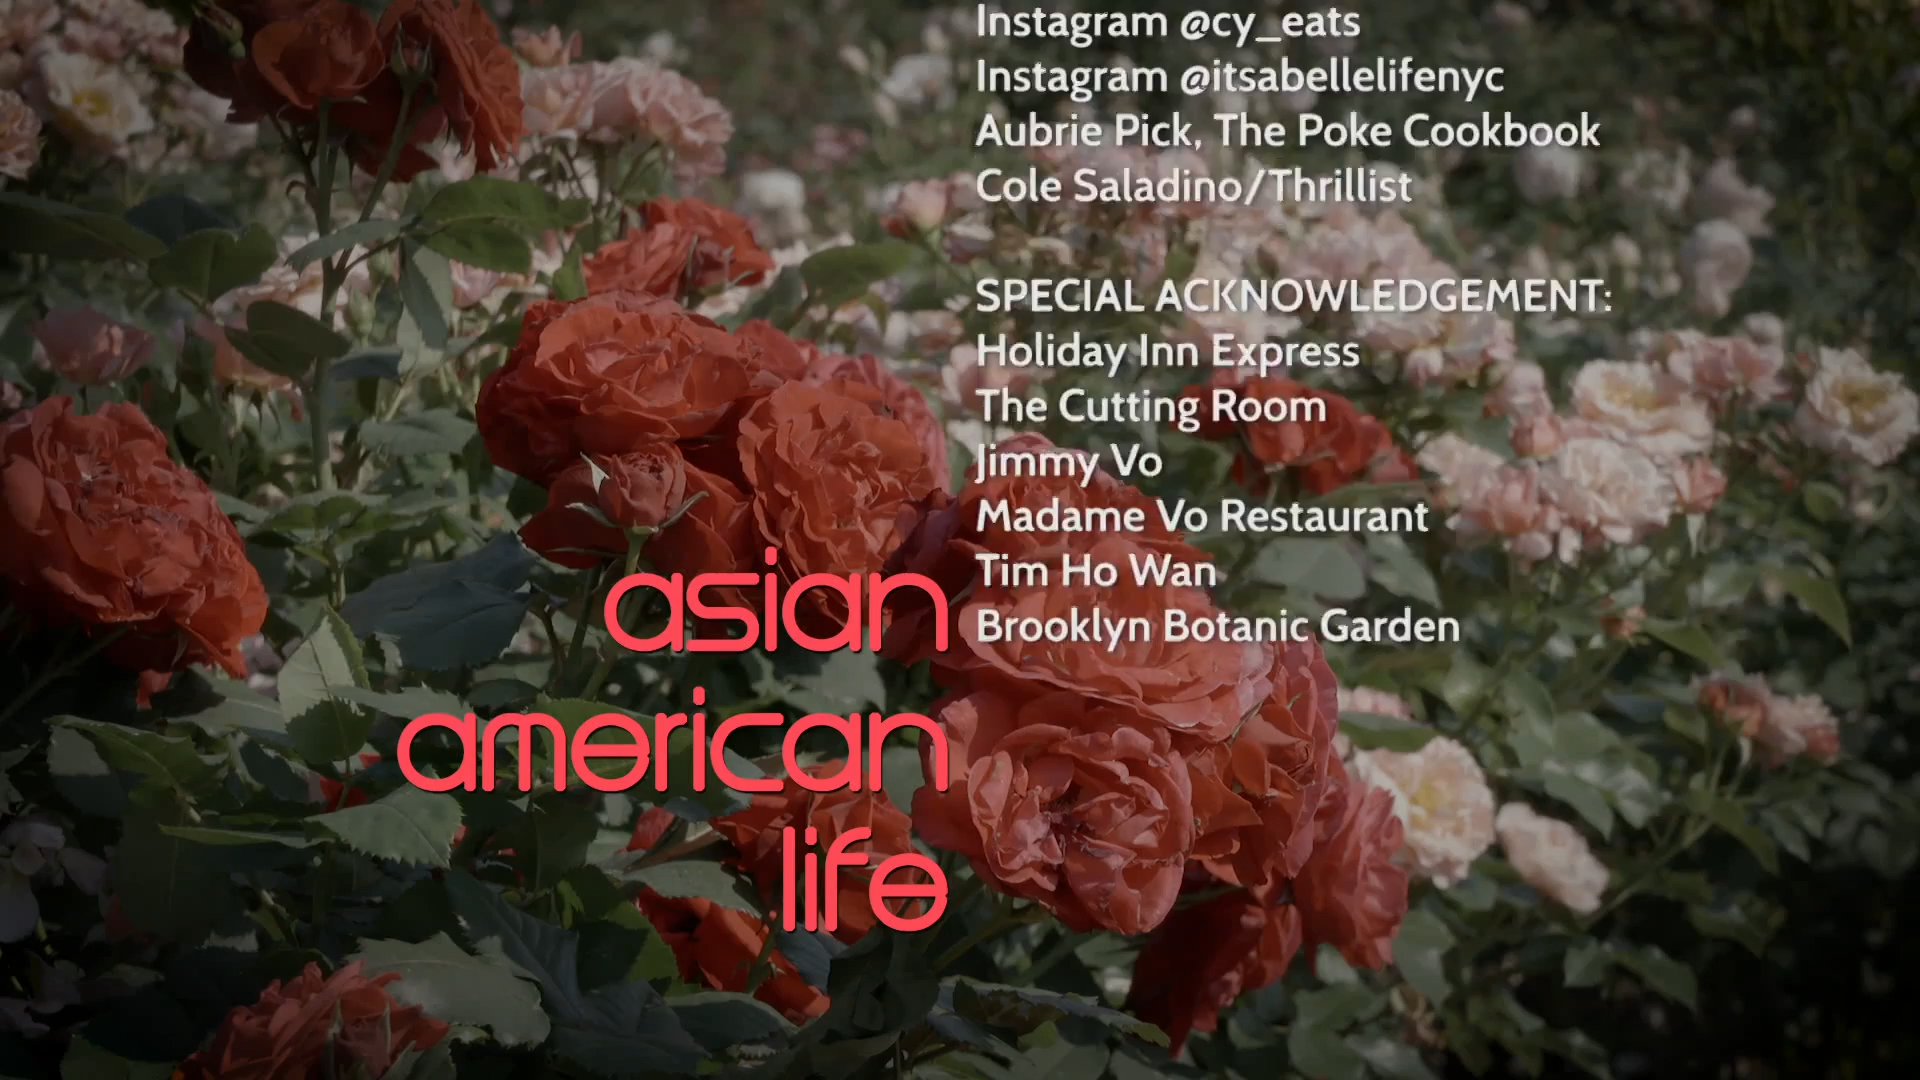 Instagram @cy_eats
Instagram @itsabellelifenyc
Aubrie Pick, The Poke Cookbook
Cole Saladino/Thrillist
SPECIAL ACKNOWLEDGEMENT:
Holiday Inn Express
The Cutting Room
Jimmy Vo
Madame Vo Restaurant
Tim Ho Wan
Brooklyn Botanic Garden
asian
american
life